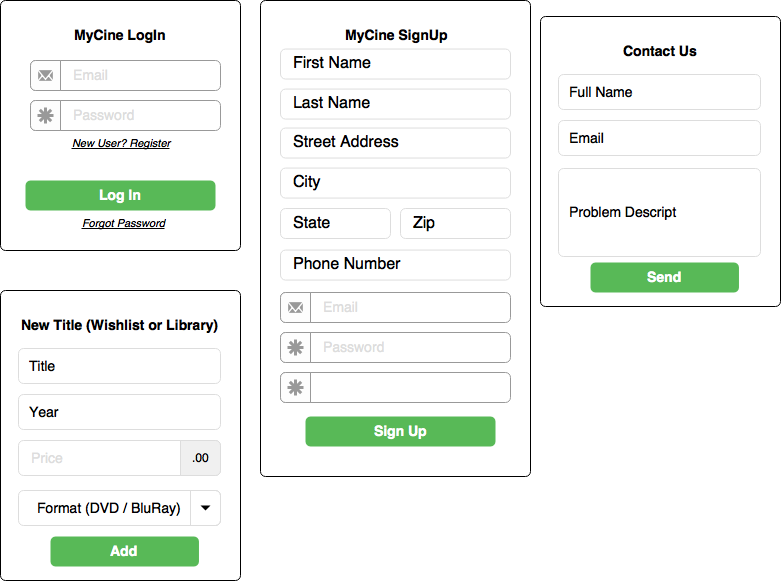 MyCine LogIn
Email
Password
New User? Register
Log In
Forgot Password
New Title (Wishlist or Library)
Title
Year
Price
.00
Format (DVD / BluRay)
Add
MyCine SignUp
First Name
Last Name
Street Address
City
State
Zip
Phone Number
Email
Password
Sign Up
Contact Us
Full Name
Email
Problem Descript
Send